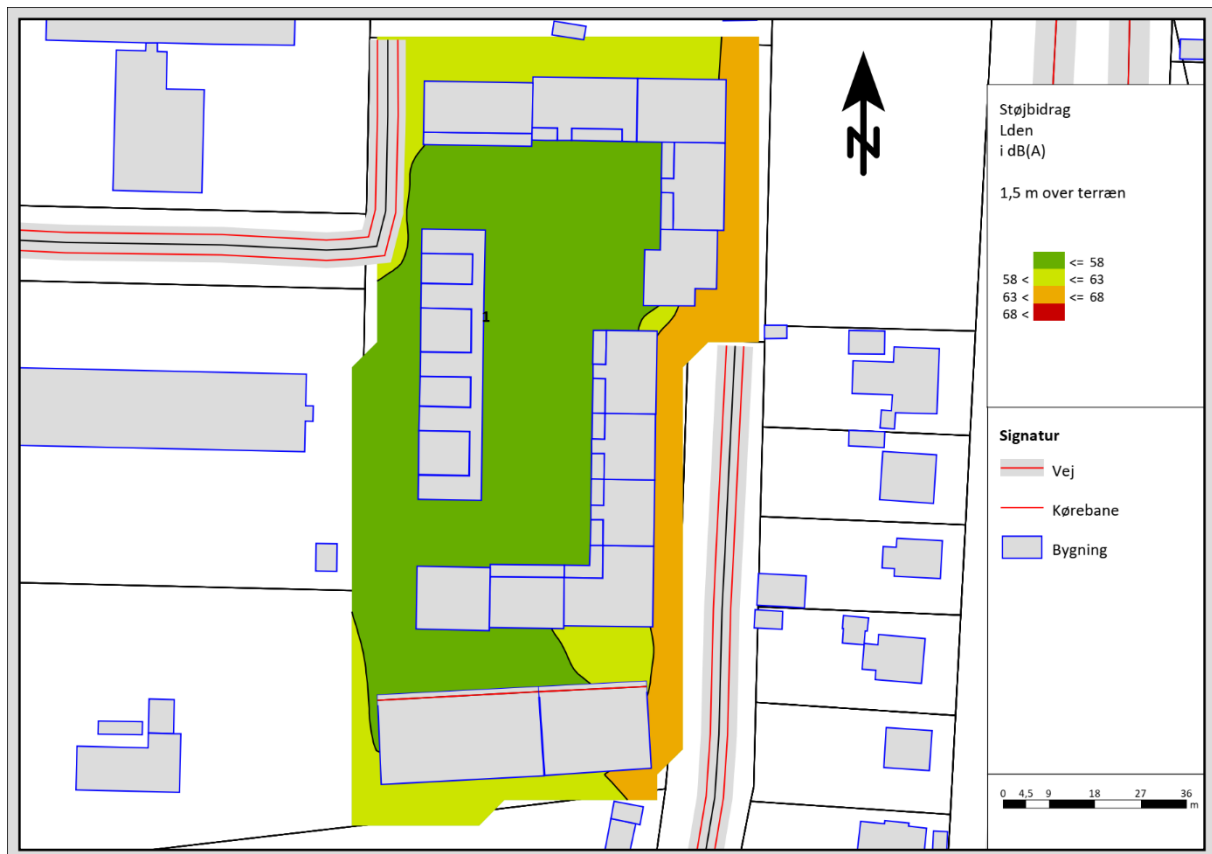 N
1
Støjbidrag
Lden
i dB(A)
1,5 m over terræn
<= 58
58 < <= 63
63 < <= 68
68 <
Signatur
Vej
Kørebane
Bygning
0 4,5 9 18 27 36
m